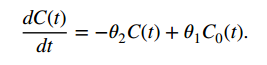 dC(t)/dt = −θ₂C(t) + θ₁C₀(t).